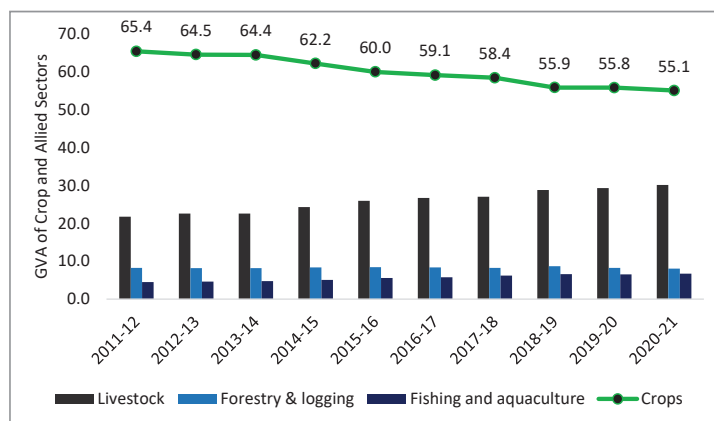 65.4 64.5 64.4 62.2 60.0 59.1 58.4 55.9 55.8 55.1
GVA of Crop and Allied Sectors
70.0
60.0
50.0
40.0
30.0
20.0
10.0
0.0
2011-12 2012-13 2013-14 2014-15 2015-16 2016-17 2017-18 2018-19 2019-20 2020-21
Livestock Forestry & logging Fishing and aquaculture Crops